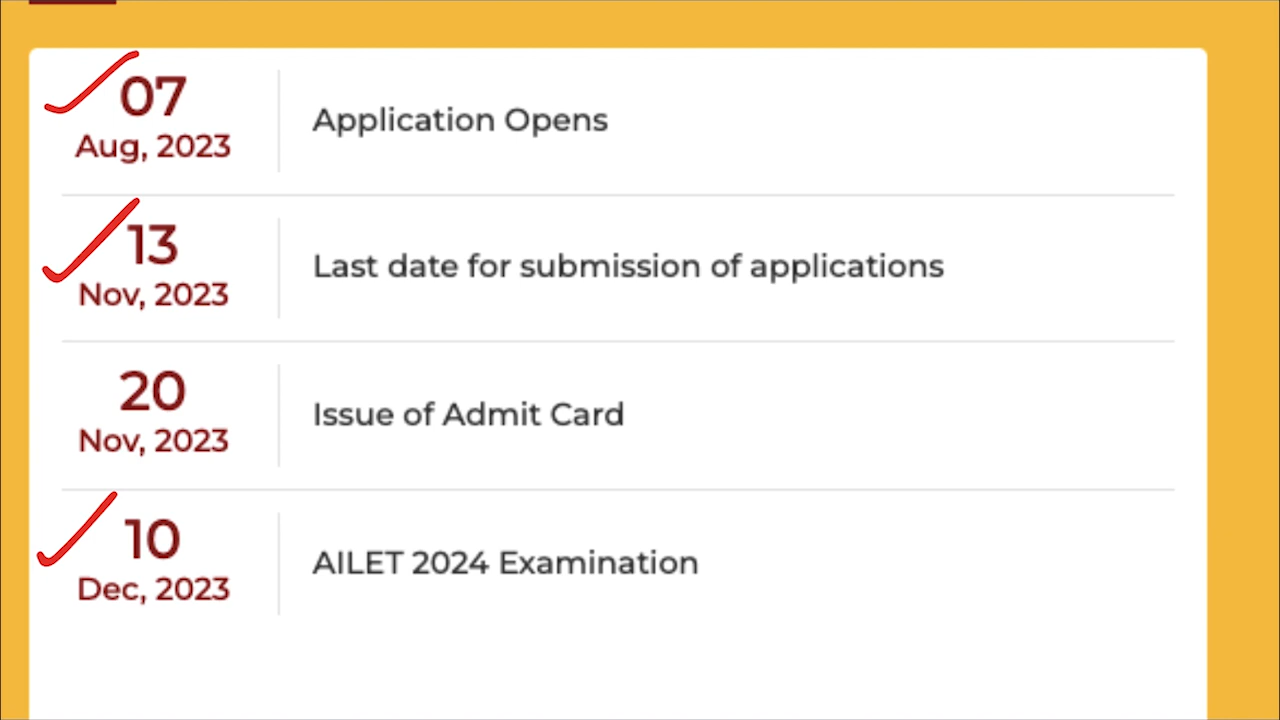 07
Aug, 2023
Application Opens
13
Nov, 2023
Last date for submission of applications
20
Nov, 2023
Issue of Admit Card
10
Dec, 2023
AILET 2024 Examination